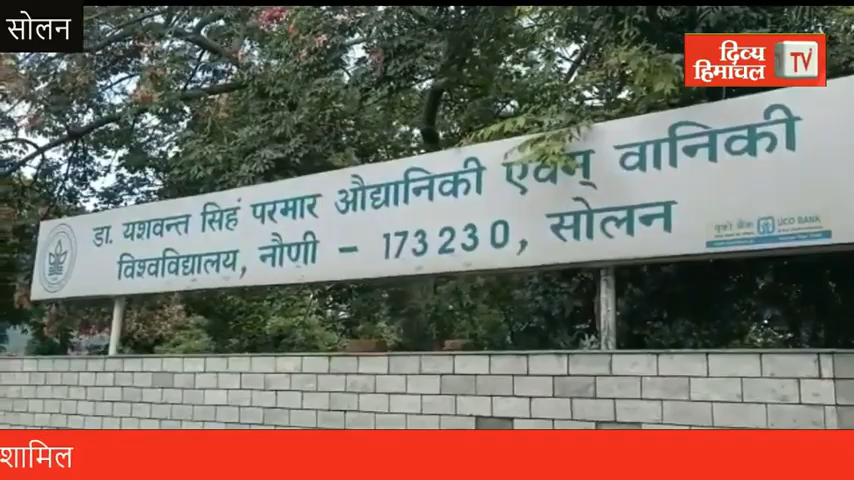 सोलन
दिव्य
हिमाचल TV
डा. यशवन्त सिहं परमार औद्यानिकी एवम् वानिकी
विश्वविद्यालय, नौणी - 173230, सोलन
यूको बैंक UCO BANK
शामिल